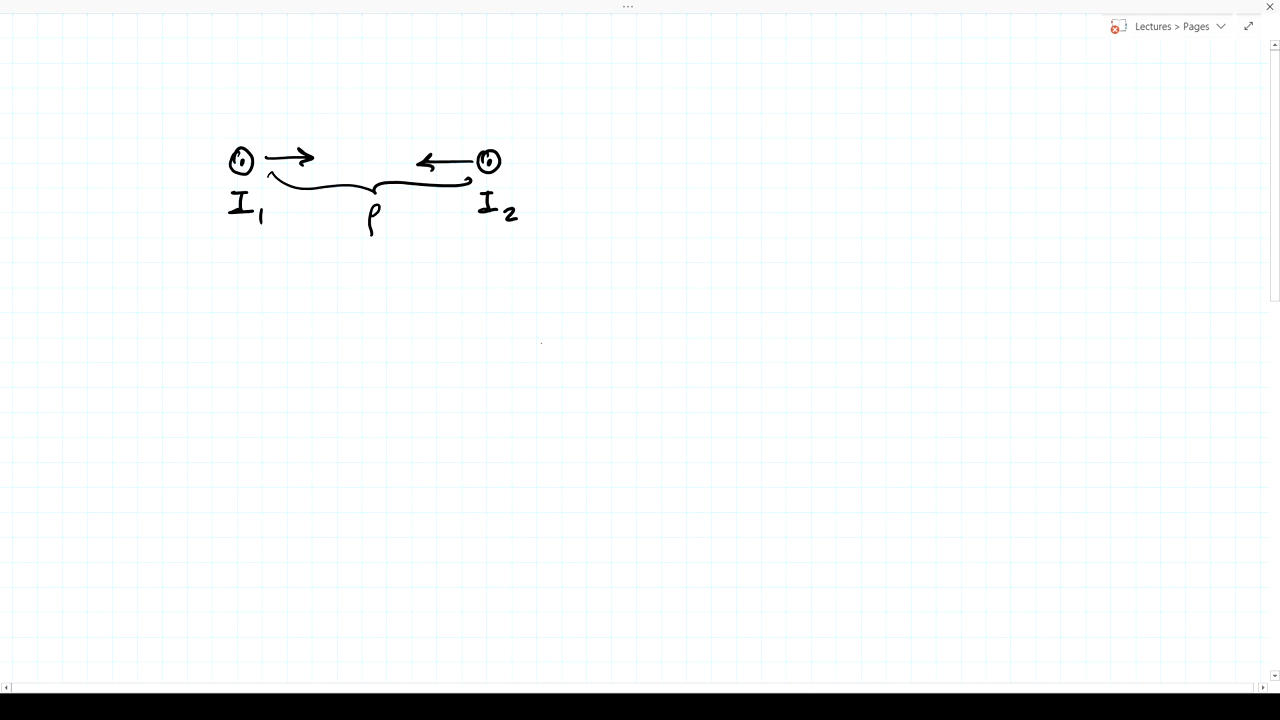 Lectures > Pages
I₁ ρ I₂